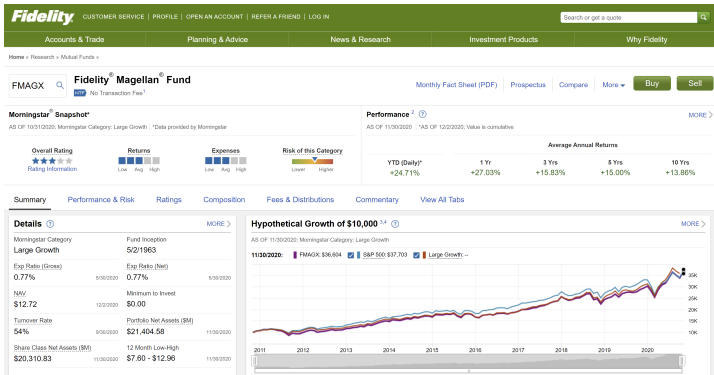 Fidelity
CUSTOMER SERVICE | PROFILE | OPEN AN ACCOUNT | REFER A FRIEND | LOG IN
Search or get a quote
Accounts & Trade
Planning & Advice
News & Research
Investment Products
Why Fidelity
Home » Research » Mutual Funds »
FMAGX
Fidelity® Magellan® Fund
NTF No Transaction Fee1
Monthly Fact Sheet (PDF)
Prospectus
Compare
More
Buy
Sell
Morningstar® Snapshot*
AS OF 10/31/2020; Morningstar Category: Large Growth | *Data provided by Morningstar
Overall Rating
Rating Information
Returns
Low Avg High
Expenses
Low Avg High
Risk of this Category
Lower Higher
Performance 2 ?
MORE
AS OF 11/30/2020; *AS OF 12/2/2020; Value is cumulative
Average Annual Returns
YTD (Daily)* 1 Yr 3 Yrs 5 Yrs 10 Yrs
+24.71% +27.03% +15.83% +15.00% +13.86%
Summary
Performance & Risk
Ratings
Composition
Fees & Distributions
Commentary
View All Tabs
Details ?
MORE
Morningstar Category
Large Growth
Fund Inception
5/2/1963
Exp Ratio (Gross)
0.77% 5/30/2020
Exp Ratio (Net)
0.77% 5/30/2020
NAV
$12.72 12/2/2020
Minimum to Invest
$0.00
Turnover Rate
54% 9/30/2020
Portfolio Net Assets ($M)
$21,404.58 11/30/2020
Share Class Net Assets ($M)
$20,310.83 11/30/2020
12 Month Low-High
$7.60 - $12.96 11/30/2020
Hypothetical Growth of $10,000 3,4 ?
MORE
AS OF 11/30/2020; Morningstar Category: Large Growth
11/30/2020: FMAGX: $36,604 S&P 500: $37,703 Large Growth: --
35K
30K
25K
20K
15K
10K
2011 2012 2013 2014 2015 2016 2017 2018 2019 2020